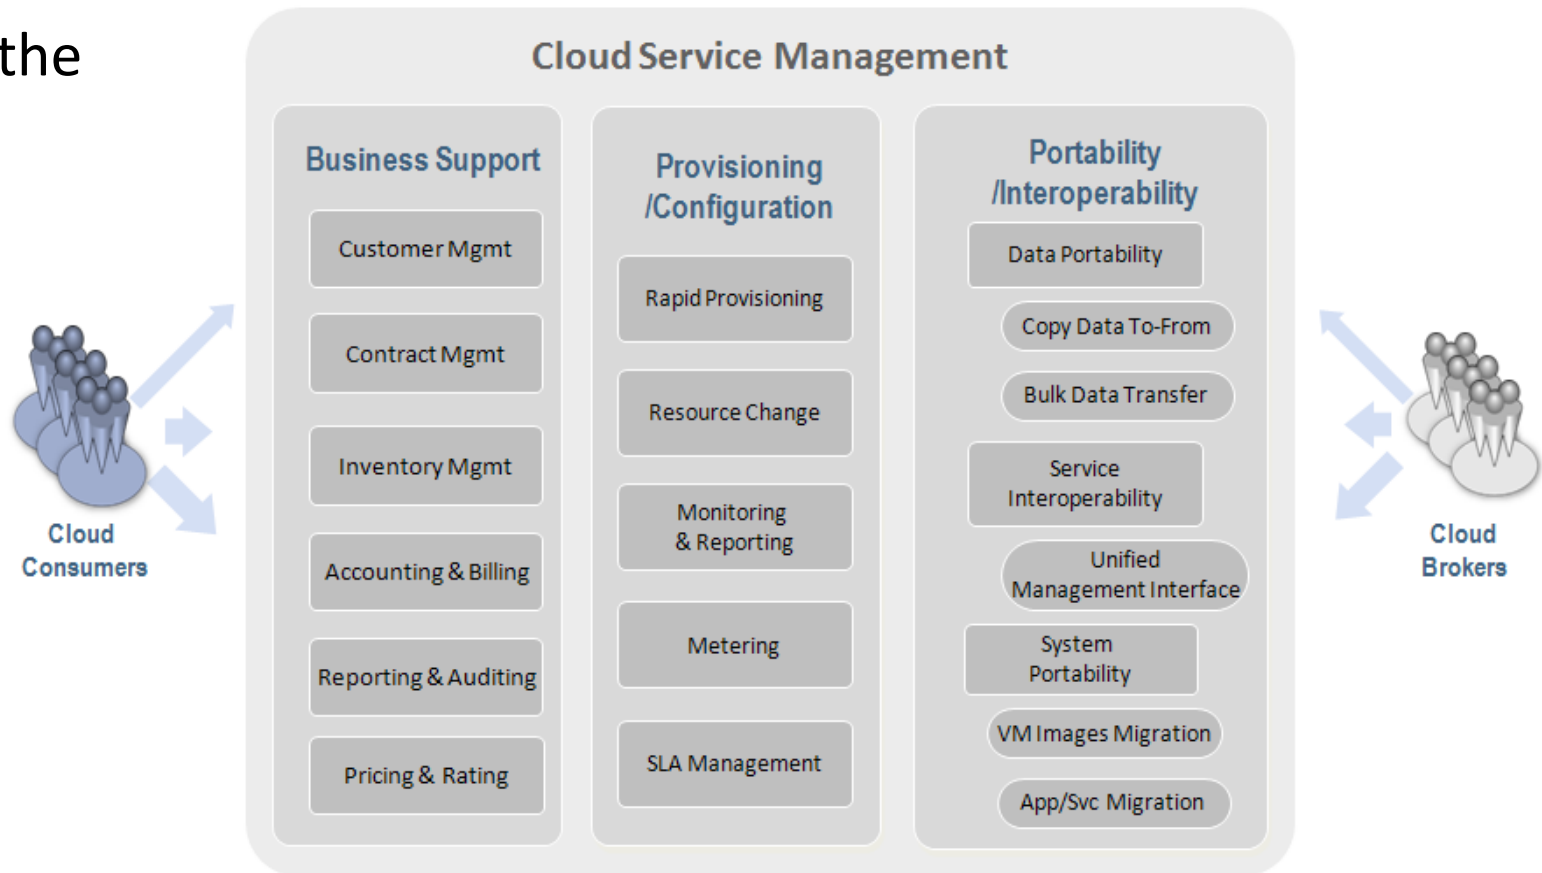 the
Cloud Service Management
Business Support
Customer Mgmt
Contract Mgmt
Inventory Mgmt
Accounting & Billing
Reporting & Auditing
Pricing & Rating
Provisioning
/Configuration
Rapid Provisioning
Resource Change
Monitoring
& Reporting
Metering
SLA Management
Portability
/Interoperability
Data Portability
Copy Data To-From
Bulk Data Transfer
Service
Interoperability
Unified
Management Interface
System
Portability
VM Images Migration
App/Svc Migration
Cloud
Consumers
Cloud
Brokers